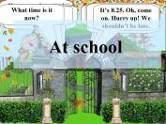 What time is it
now?
It's 8.25. Oh, come
on. Hurry up! We
shouldn't be late.
At school